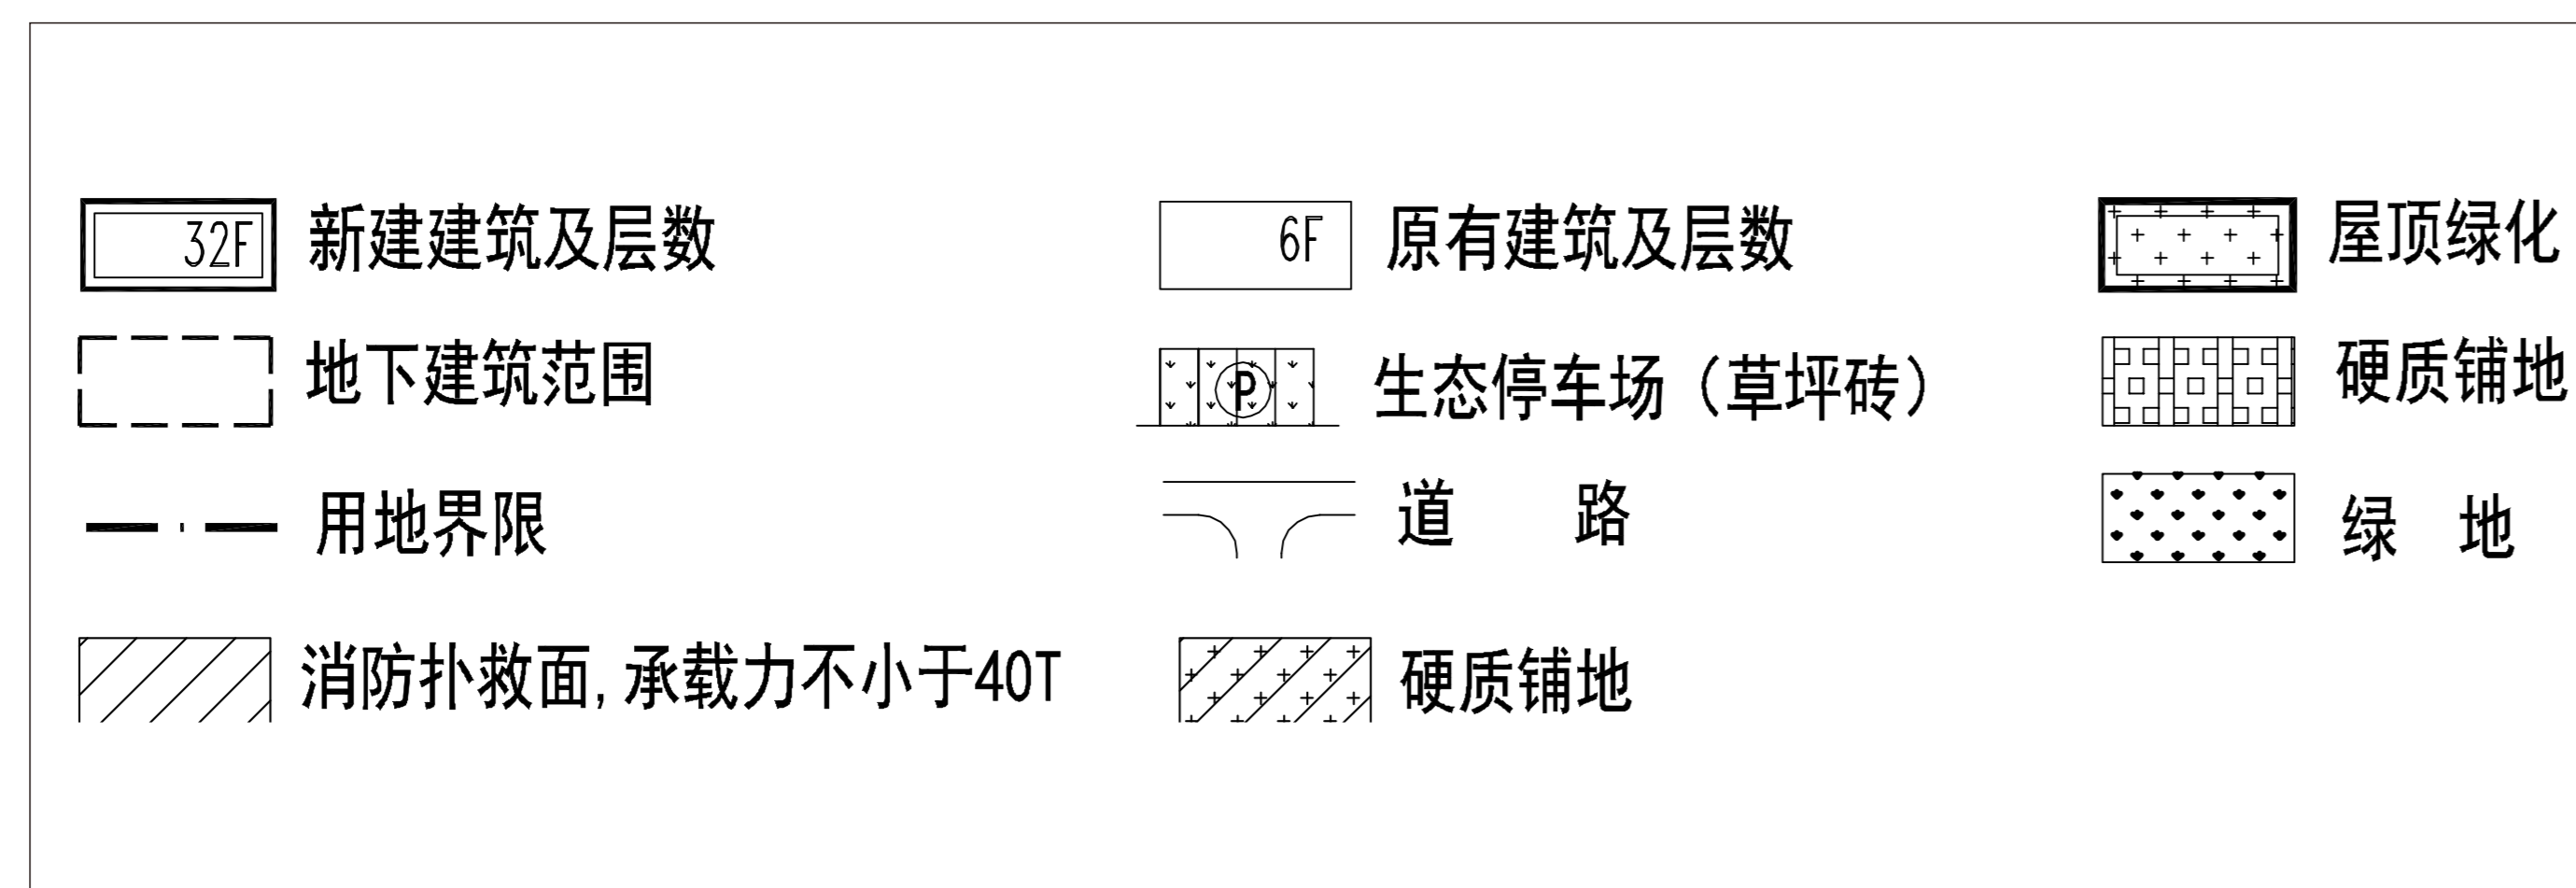 32F 新建建筑及层数 6F 原有建筑及层数 屋顶绿化
地下建筑范围 P 生态停车场（草坪砖） 硬质铺地
用地界限 道 路 绿 地
消防扑救面,承载力不小于40T 硬质铺地